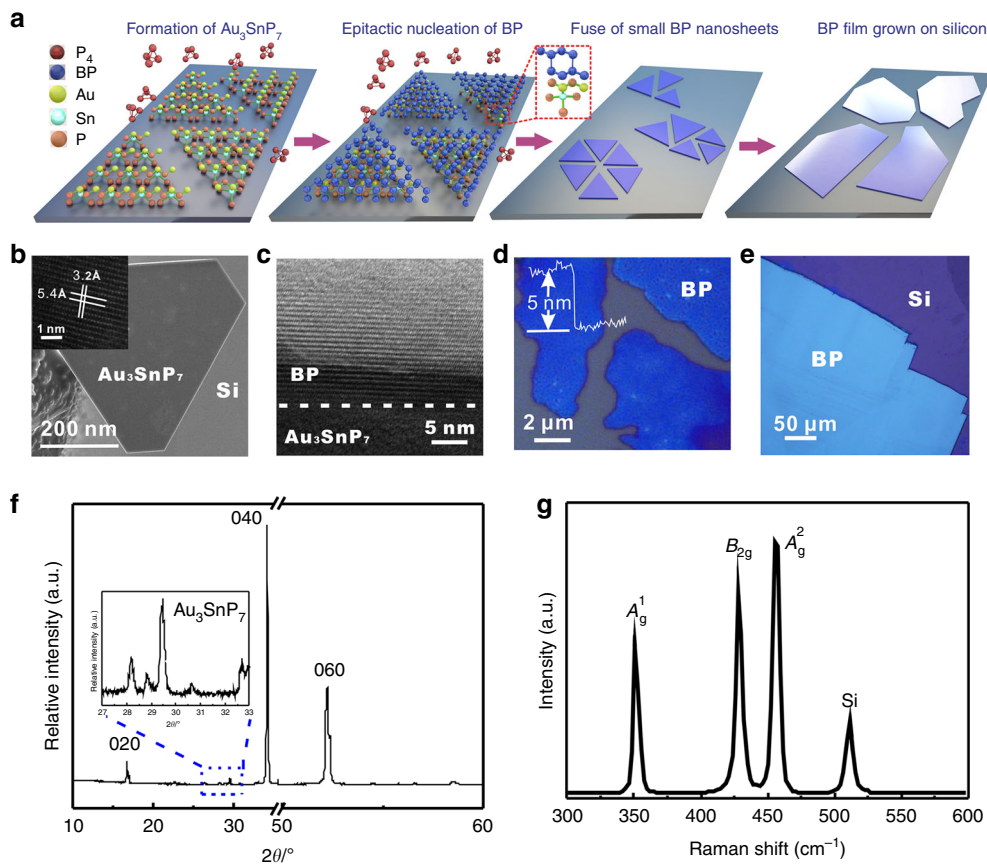 a
Formation of Au₃SnP₇
Epitactic nucleation of BP
Fuse of small BP nanosheets
BP film grown on silicon
P₄
BP
Au
Sn
P
b
3.2Å
5.4Å
1 nm
Au₃SnP₇
Si
200 nm
c
BP
Au₃SnP₇
5 nm
d
BP
5 nm
2 µm
e
Si
BP
50 µm
f
040
Au₃SnP₇
Relative intensity (a.u.)
27 28 29 30 31 32 33
2θ/°
060
020
Relative intensity (a.u.)
10 20 30 50 60
2θ/°
g
A¹g
B2g
A²g
Si
Intensity (a.u.)
300 350 400 450 500 550 600
Raman shift (cm⁻¹)